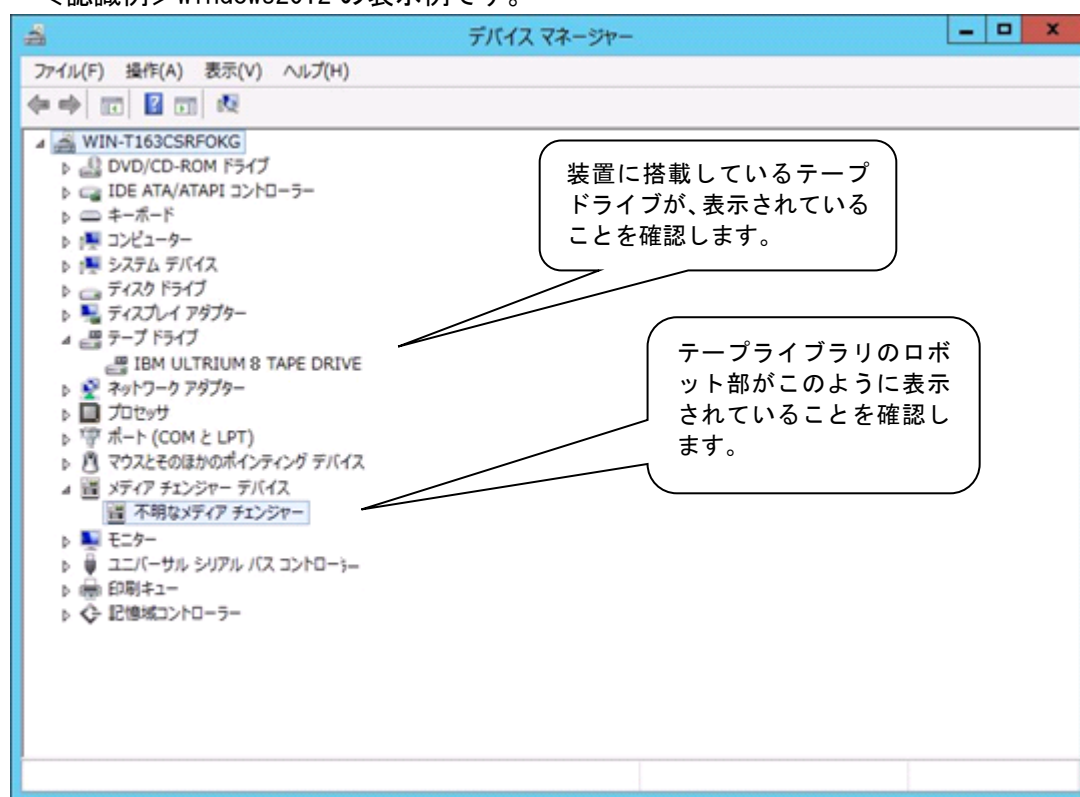 <認識例> Windows2012 の表示例です。
デバイス マネージャー
ファイル(F) 操作(A) 表示(V) ヘルプ(H)
WIN-T163CSRFOKG
DVD/CD-ROM ドライブ
IDE ATA/ATAPI コントローラー
キーボード
コンピューター
システム デバイス
ディスク ドライブ
ディスプレイ アダプター
テープ ドライブ
IBM ULTRIUM 8 TAPE DRIVE
ネットワーク アダプター
プロセッサ
ポート (COM と LPT)
マウスとそのほかのポインティング デバイス
メディア チェンジャー デバイス
不明なメディア チェンジャー
モニター
ユニバーサル シリアル バス コントローラー
印刷キュー
記憶域コントローラー
装置に搭載しているテープ
ドライブが、表示されている
ことを確認します。
テープライブラリのロボ
ット部がこのように表示
されていることを確認し
ます。